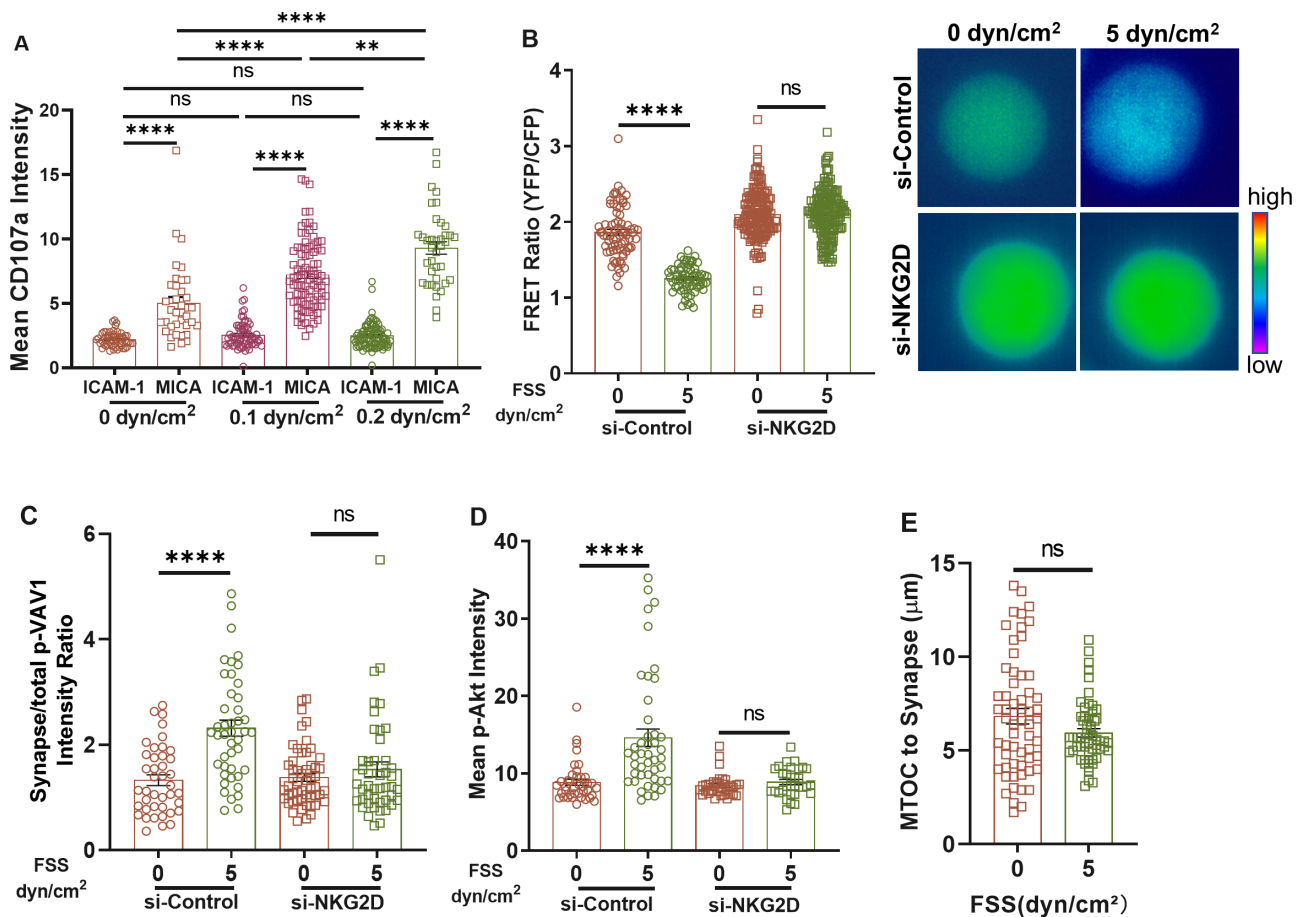 A
****
****
**
ns
ns
ns
****
****
****
Mean CD107a Intensity
20
15
10
5
0
ICAM-1 MICA ICAM-1 MICA ICAM-1 MICA
0 dyn/cm²
0.1 dyn/cm²
0.2 dyn/cm²
B
FRET Ratio (YFP/CFP)
4
3
2
1
0
****
ns
FSS
dyn/cm²
0 5 0 5
si-Control
si-NKG2D
0 dyn/cm²
5 dyn/cm²
si-Control
si-NKG2D
high
low
C
Synapse/total p-VAV1
Intensity Ratio
6
4
2
0
****
ns
FSS
dyn/cm²
0 5 0 5
si-Control
si-NKG2D
D
Mean p-Akt Intensity
40
30
20
10
0
****
ns
FSS
dyn/cm²
0 5 0 5
si-Control
si-NKG2D
E
MTOC to Synapse (μm)
15
10
5
0
ns
0 5
FSS(dyn/cm²)